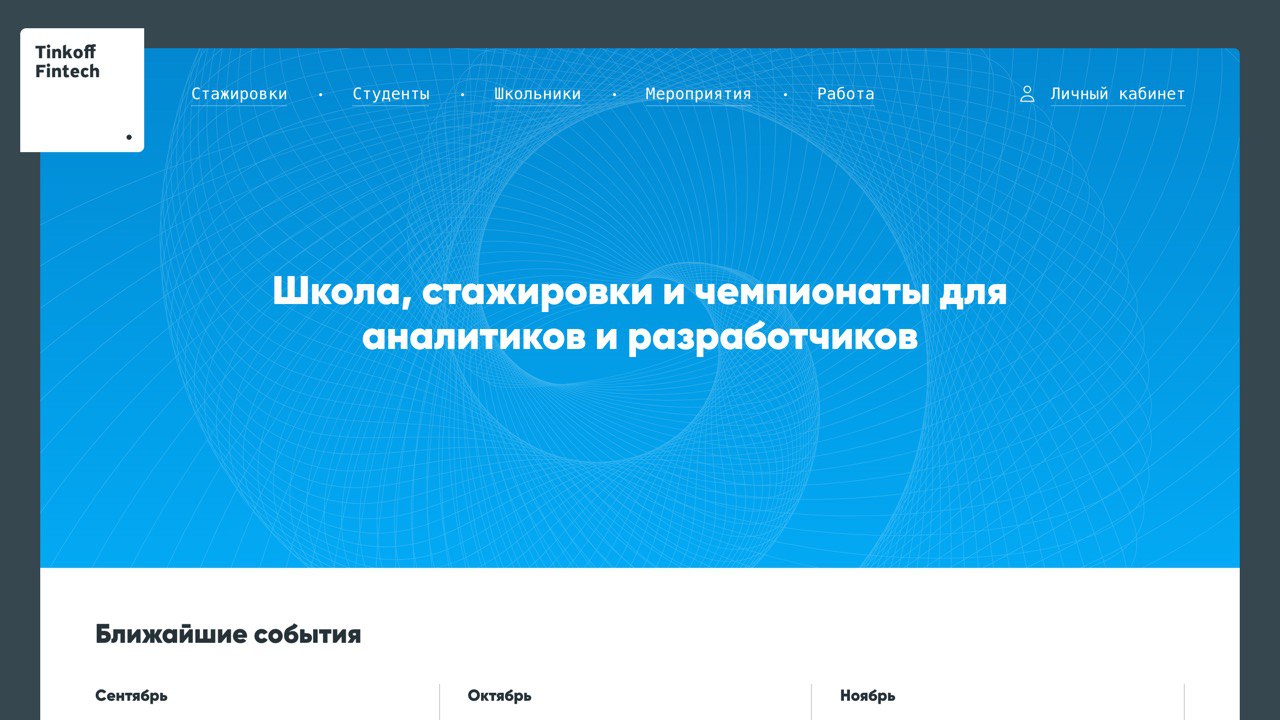 Tinkoff
Fintech
Стажировки • Студенты • Школьники • Мероприятия • Работа
Личный кабинет
Школа, стажировки и чемпионаты для
аналитиков и разработчиков
Ближайшие события
Сентябрь
Октябрь
Ноябрь